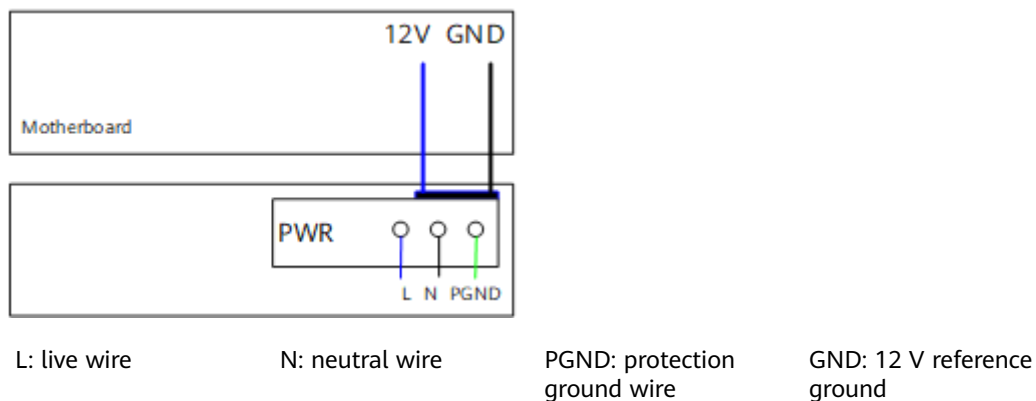 12V GND
Motherboard
PWR
L N PGND
L: live wire
N: neutral wire
PGND: protection
ground wire
GND: 12 V reference
ground